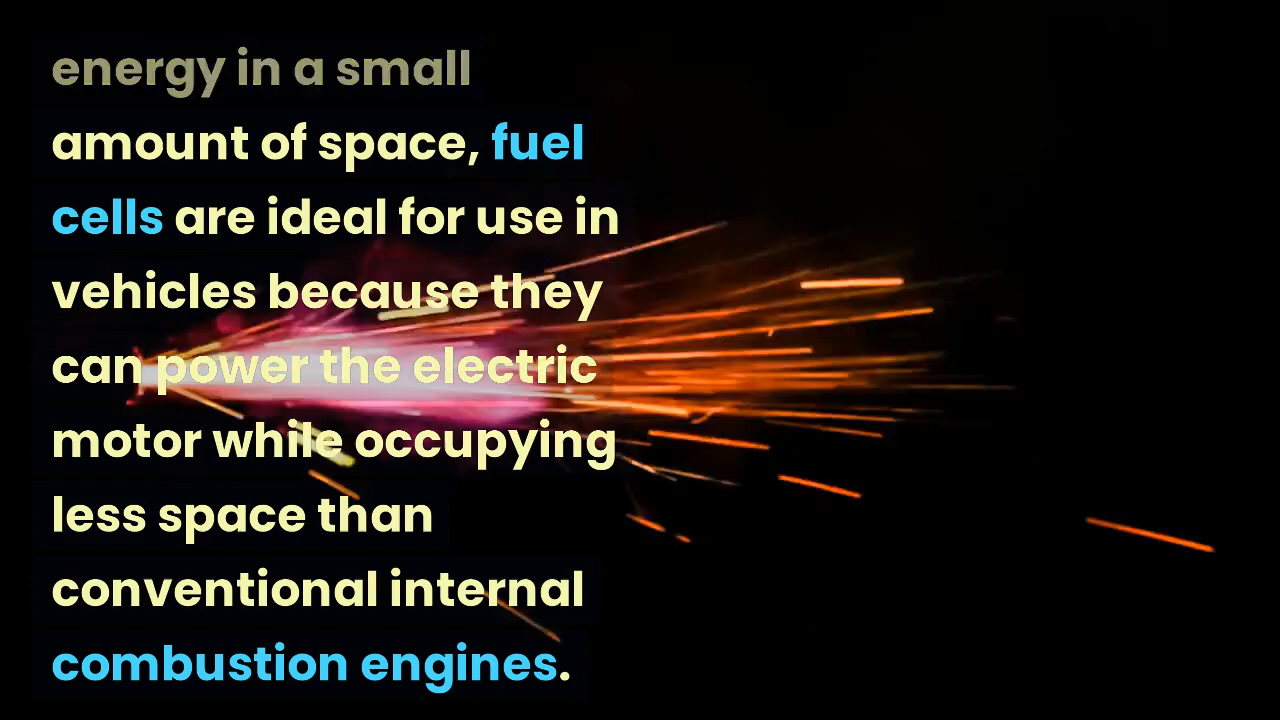 energy in a small
amount of space, fuel
cells are ideal for use in
vehicles because they
can power the electric
motor while occupying
less space than
conventional internal
combustion engines.